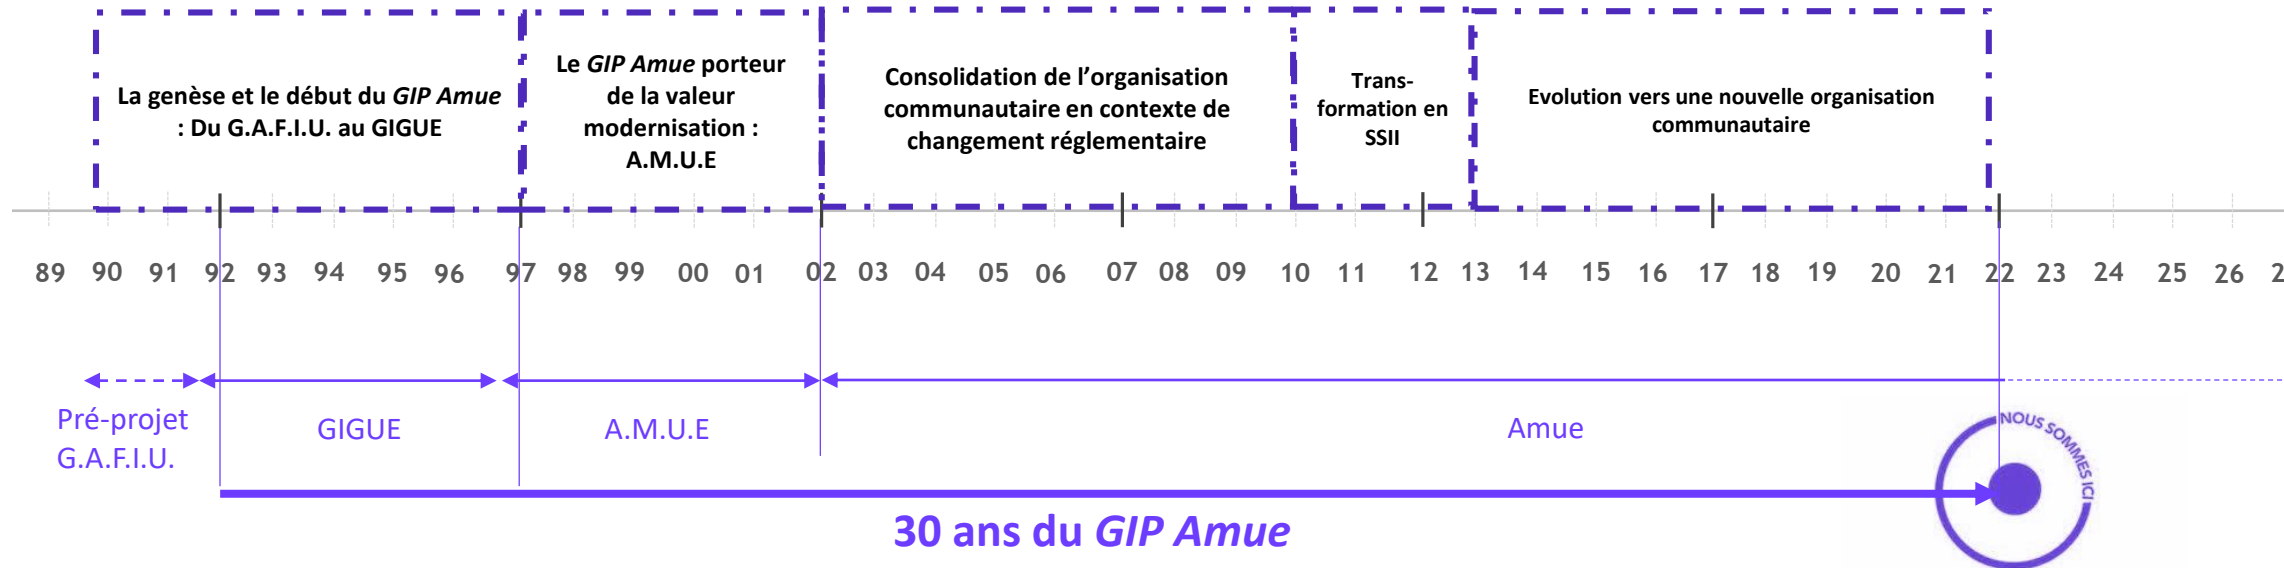 La genèse et le début du GIP Amue
: Du G.A.F.I.U. au GIGUE
Le GIP Amue porteur
de la valeur
modernisation :
A.M.U.E
Consolidation de l'organisation
communautaire en contexte de
changement réglementaire
Trans-
formation en
SSII
Evolution vers une nouvelle organisation
communautaire
89 90 91 92 93 94 95 96 97 98 99 00 01 02 03 04 05 06 07 08 09 10 11 12 13 14 15 16 17 18 19 20 21 22 23 24 25 26 2
Pré-projet
G.A.F.I.U.
GIGUE
A.M.U.E
Amue
NOUS SOMMES ICI
30 ans du GIP Amue